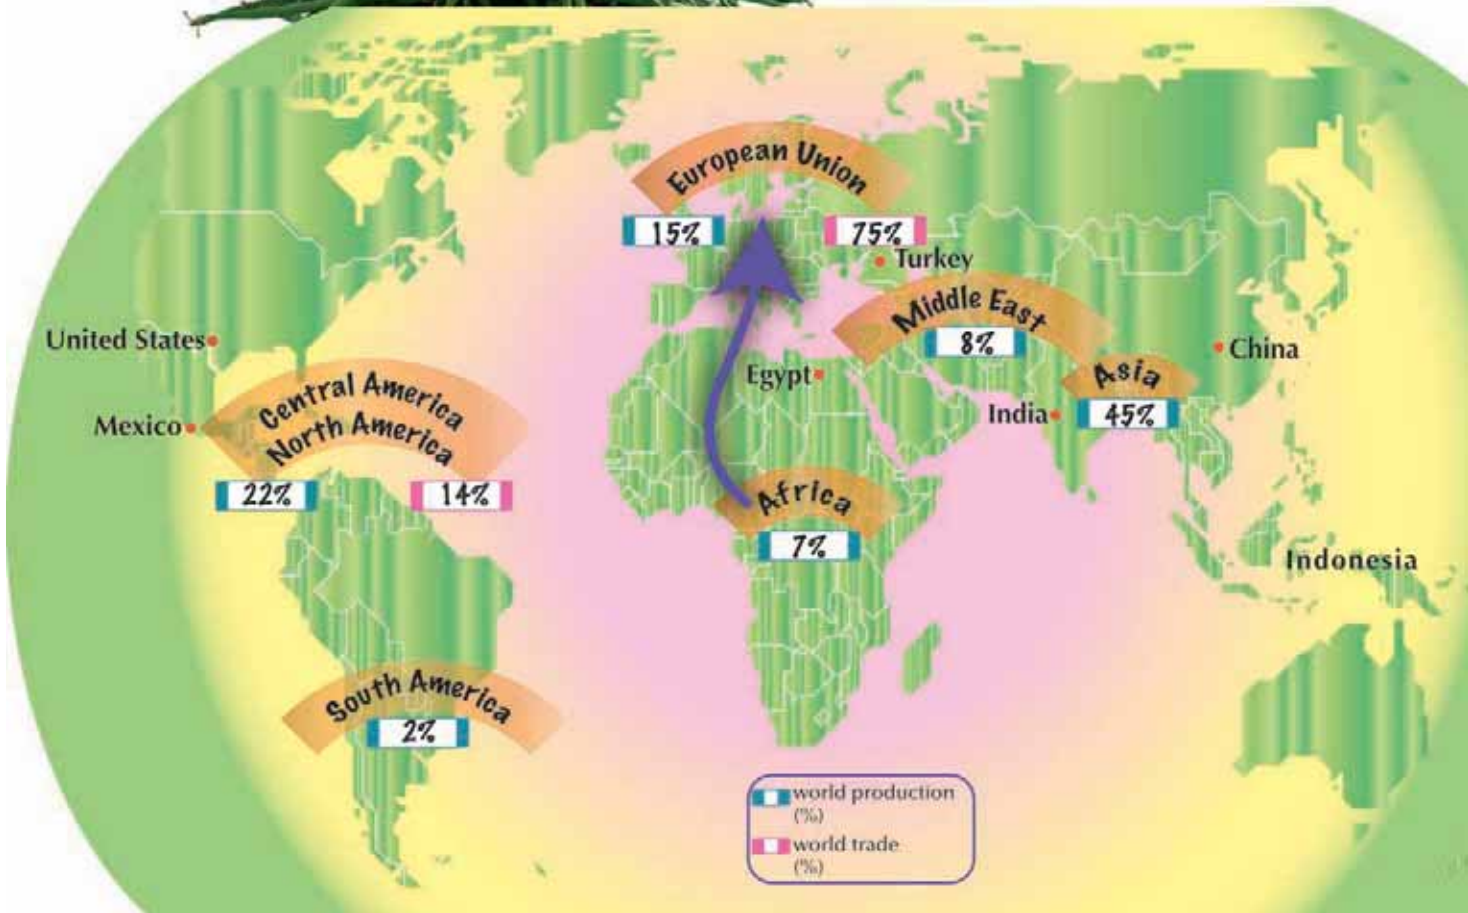 European Union
15%
75%
Turkey
Middle East
8%
United States
China
Asia
Egypt
45%
India
Central America
North America
Mexico
22%
14%
Africa
7%
Indonesia
South America
2%
world production
(%)
world trade
(%)